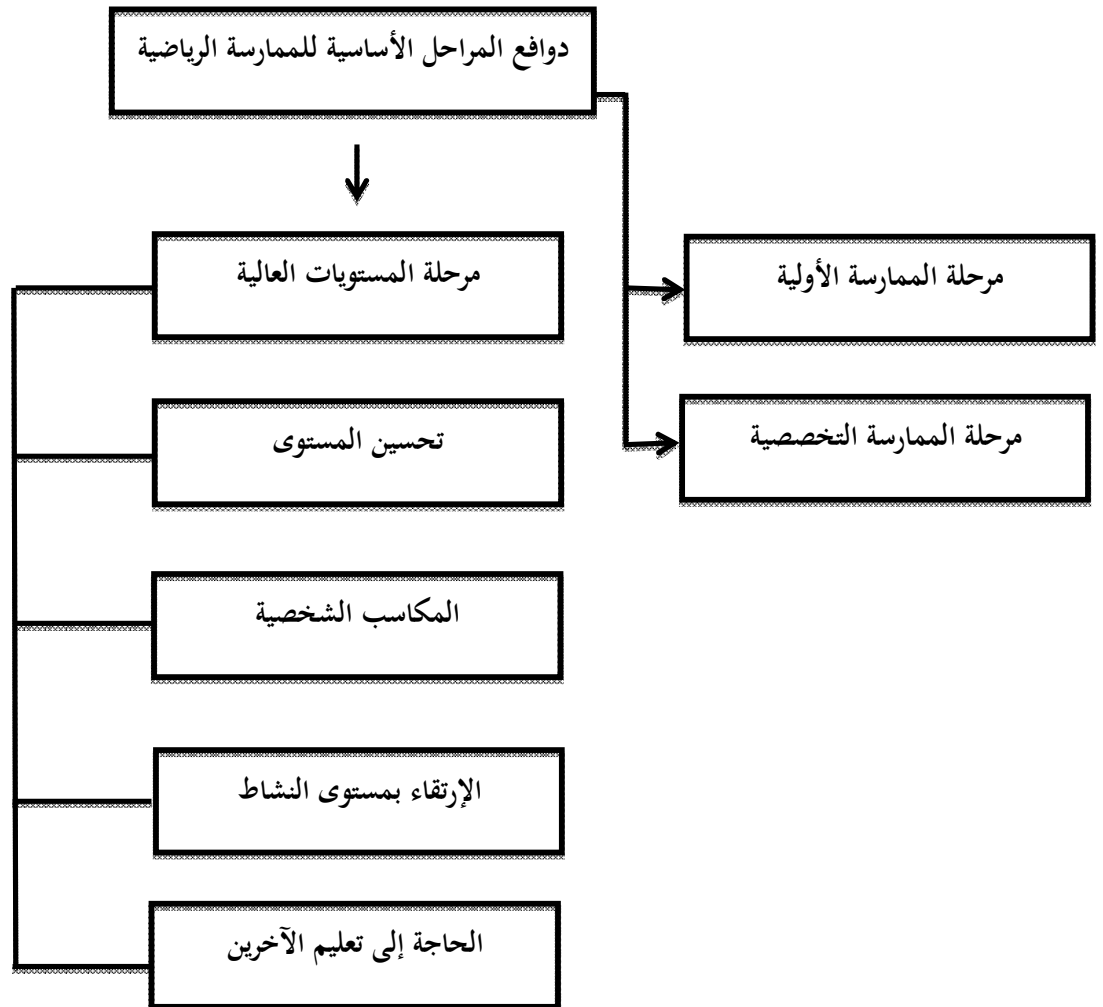 دوافع المراحل الأساسية للممارسة الرياضية
مرحلة الممارسة الأولية
مرحلة الممارسة التخصصية
مرحلة المستويات العالية
تحسين المستوى
المكاسب الشخصية
الإرتقاء بمستوى النشاط
الحاجة إلى تعليم الآخرين